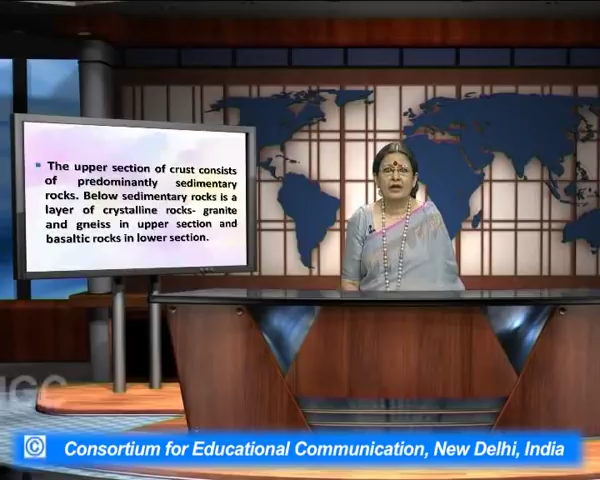 The upper section of crust consists
of predominantly sedimentary
rocks. Below sedimentary rocks is a
layer of crystalline rocks- granite
and gneiss in upper section and
basaltic rocks in lower section.
© Consortium for Educational Communication, New Delhi, India